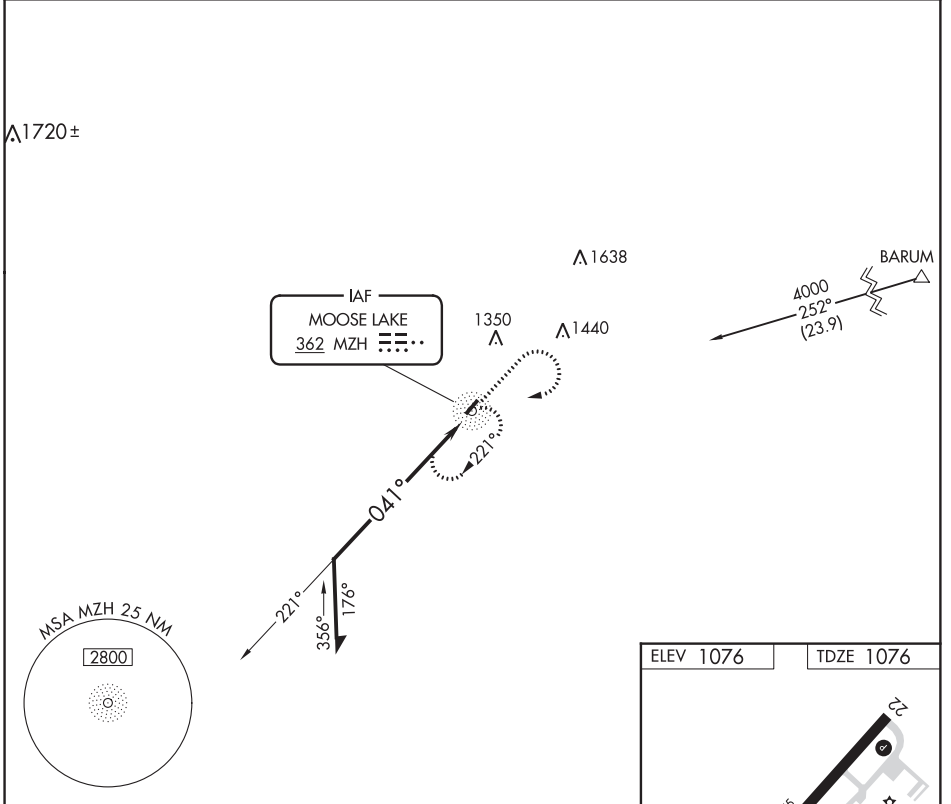 1720±
1638
BARUM
4000
252°
(23.9)
IAF
MOOSE LAKE
362 MZH
1350
1440
221°
041°
221°
356°
176°
MSA MZH 25 NM
2800
ELEV 1076
TDZE 1076
22
P